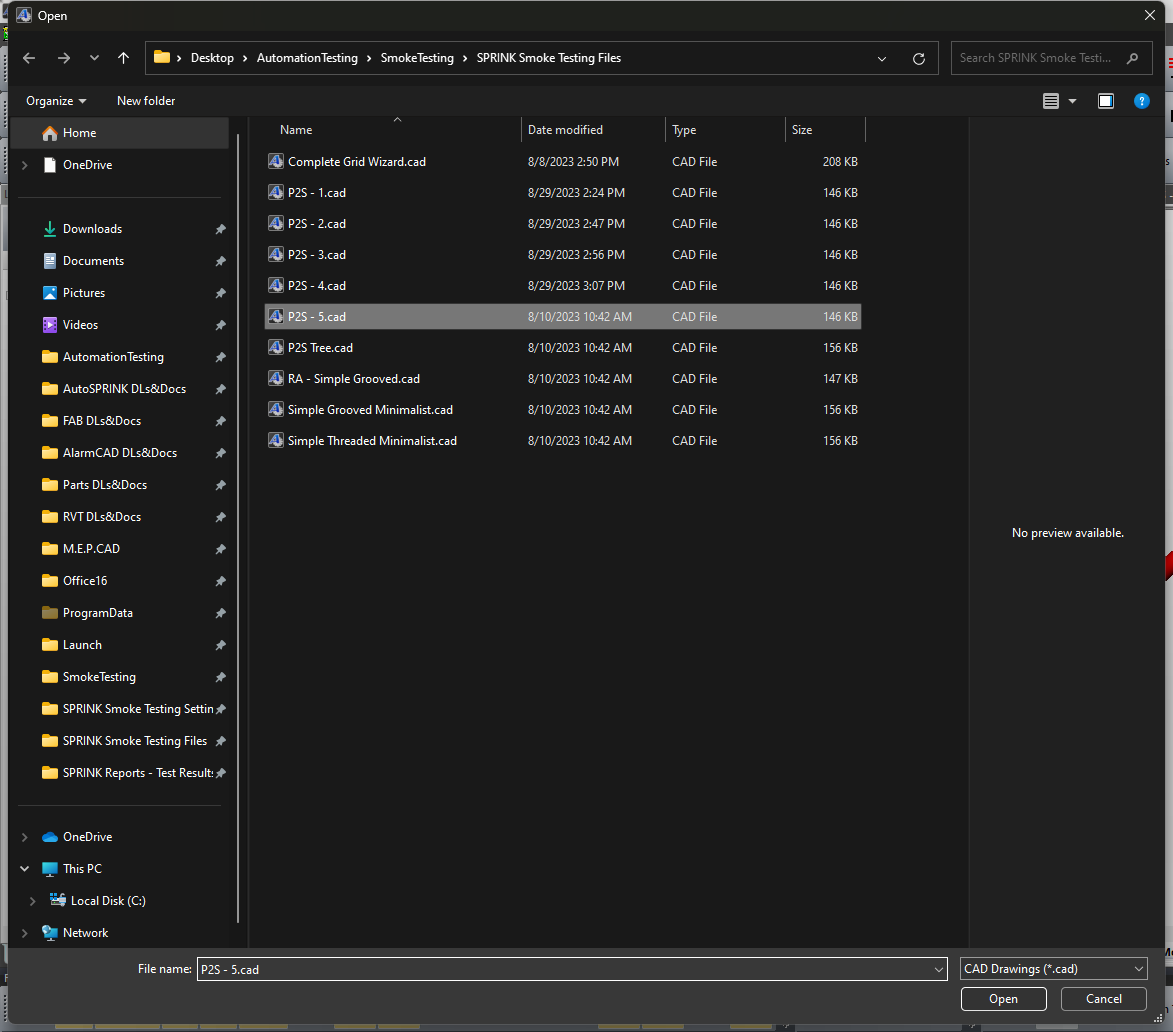 Open
Desktop > AutomationTesting > SmokeTesting > SPRINK Smoke Testing Files
Search SPRINK Smoke Testi...
Organize
New folder
Home
OneDrive
Downloads
Documents
Pictures
Videos
AutomationTesting
AutoSPRINK DLs&Docs
FAB DLs&Docs
AlarmCAD DLs&Docs
Parts DLs&Docs
RVT DLs&Docs
M.E.P.CAD
Office16
ProgramData
Launch
SmokeTesting
SPRINK Smoke Testing Settin
SPRINK Smoke Testing Files
SPRINK Reports - Test Results
OneDrive
This PC
Local Disk (C:)
Network
Name Date modified Type Size
Complete Grid Wizard.cad 8/8/2023 2:50 PM CAD File 208 KB
P2S - 1.cad 8/29/2023 2:24 PM CAD File 146 KB
P2S - 2.cad 8/29/2023 2:47 PM CAD File 146 KB
P2S - 3.cad 8/29/2023 2:56 PM CAD File 146 KB
P2S - 4.cad 8/29/2023 3:07 PM CAD File 146 KB
P2S - 5.cad 8/10/2023 10:42 AM CAD File 146 KB
P2S Tree.cad 8/10/2023 10:42 AM CAD File 156 KB
RA - Simple Grooved.cad 8/10/2023 10:42 AM CAD File 147 KB
Simple Grooved Minimalist.cad 8/10/2023 10:42 AM CAD File 156 KB
Simple Threaded Minimalist.cad 8/10/2023 10:42 AM CAD File 156 KB
No preview available.
File name: P2S - 5.cad
CAD Drawings (*.cad)
Open
Cancel